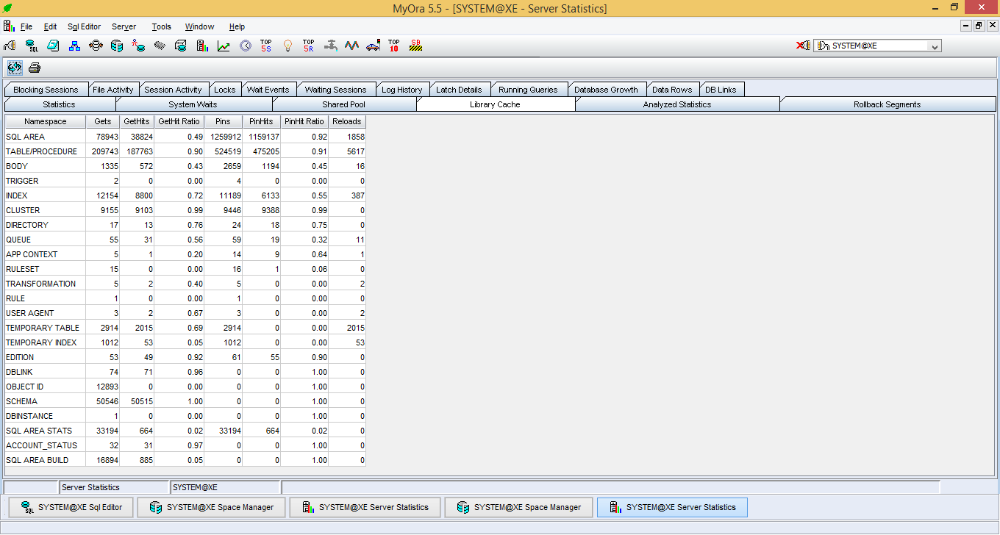 MyOra 5.5 - [SYSTEM@XE - Server Statistics]
File Edit Sql Editor Server Tools Window Help
SQL TOP 5S TOP 5R TOP 10 SB SYSTEM@XE
Blocking Sessions File Activity Session Activity Locks Wait Events Waiting Sessions Log History Latch Details Running Queries Database Growth Data Rows DB Links
Statistics System Waits Shared Pool Library Cache Analyzed Statistics Rollback Segments
Namespace Gets GetHits GetHit Ratio Pins PinHits PinHit Ratio Reloads
SQL AREA 78943 38824 0.49 1259912 1159137 0.92 1858
TABLE/PROCEDURE 209743 187763 0.90 524519 475205 0.91 5617
BODY 1335 572 0.43 2659 1194 0.45 16
TRIGGER 2 0 0.00 4 0 0.00 0
INDEX 12154 8800 0.72 11189 6133 0.55 387
CLUSTER 9155 9103 0.99 9446 9388 0.99 0
DIRECTORY 17 13 0.76 24 18 0.75 0
QUEUE 55 31 0.56 59 19 0.32 11
APP CONTEXT 5 1 0.20 14 9 0.64 1
RULESET 15 0 0.00 16 1 0.06 0
TRANSFORMATION 5 2 0.40 5 0 0.00 2
RULE 1 0 0.00 1 0 0.00 0
USER AGENT 3 2 0.67 3 0 0.00 2
TEMPORARY TABLE 2914 2015 0.69 2914 0 0.00 2015
TEMPORARY INDEX 1012 53 0.05 1012 0 0.00 53
EDITION 53 49 0.92 61 55 0.90 0
DBLINK 74 71 0.96 0 0 1.00 0
OBJECT ID 12893 0 0.00 0 0 1.00 0
SCHEMA 50546 50515 1.00 0 0 1.00 0
DBINSTANCE 1 0 0.00 0 0 1.00 0
SQL AREA STATS 33194 664 0.02 33194 664 0.02 0
ACCOUNT_STATUS 32 31 0.97 0 0 1.00 0
SQL AREA BUILD 16894 885 0.05 0 0 1.00 0
Server Statistics SYSTEM@XE
SQL SYSTEM@XE Sql Editor SYSTEM@XE Space Manager SYSTEM@XE Server Statistics SYSTEM@XE Space Manager SYSTEM@XE Server Statistics